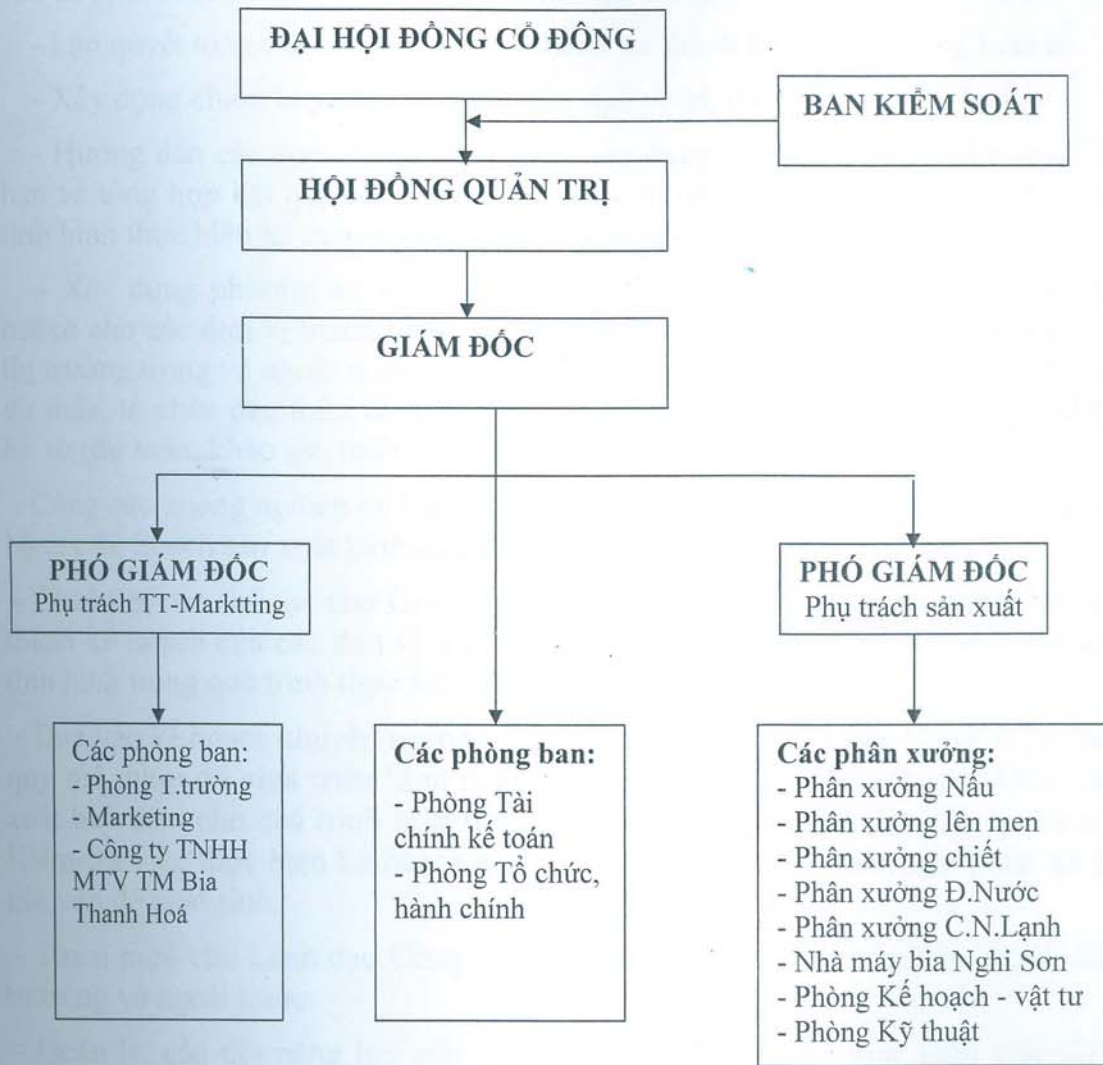 ĐẠI HỘI ĐỒNG CỔ ĐÔNG
BAN KIỂM SOÁT
HỘI ĐỒNG QUẢN TRỊ
GIÁM ĐỐC
PHÓ GIÁM ĐỐC
Phụ trách TT-Marktting
PHÓ GIÁM ĐỐC
Phụ trách sản xuất
Các phòng ban:
- Phòng T.trường
- Marketing
- Công ty TNHH
MTV TM Bia
Thanh Hoá
Các phòng ban:
- Phòng Tài
chính kế toán
- Phòng Tổ chức,
hành chính
Các phân xưởng:
- Phân xưởng Nấu
- Phân xưởng lên men
- Phân xưởng chiết
- Phân xưởng Đ.Nước
- Phân xưởng C.N.Lạnh
- Nhà máy bia Nghi Sơn
- Phòng Kế hoạch - vật tư
- Phòng Kỹ thuật